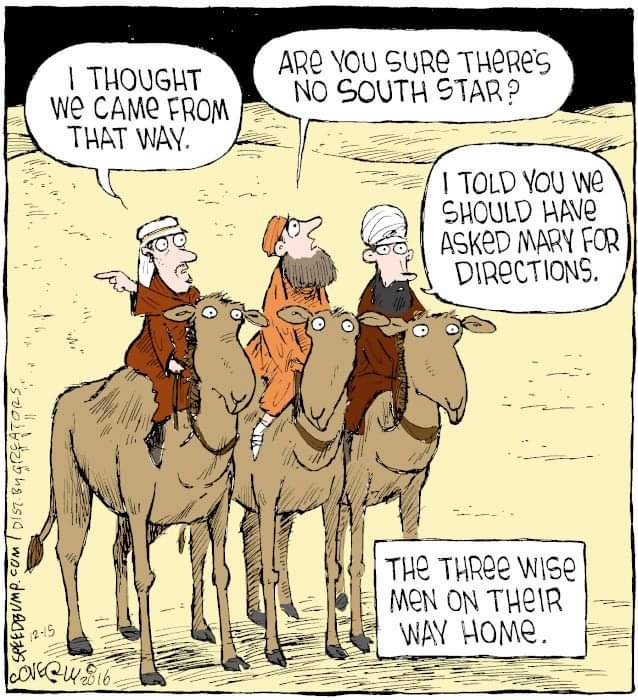 I THOUGHT
WE CAME FROM
THAT WAY.
ARE YOU SURE THERE'S
NO SOUTH STAR?
I TOLD YOU WE
SHOULD HAVE
ASKED MARY FOR
DIRECTIONS.
THE THREE WISE
MEN ON THEIR
WAY HOME.
SPEEDBUMP.COM / DIST. BY CREATORS
12-15
COVERLY © 2016